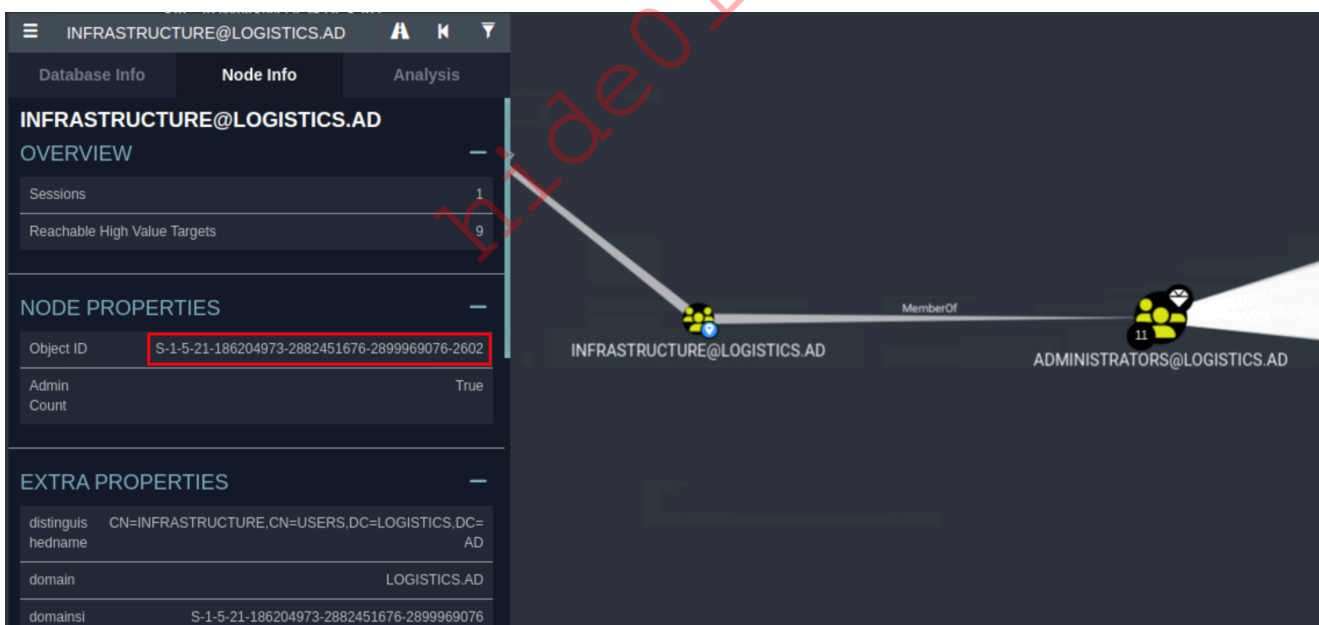 INFRASTRUCTURE@LOGISTICS.AD
Database Info
Node Info
Analysis
INFRASTRUCTURE@LOGISTICS.AD
OVERVIEW
Sessions 1
Reachable High Value Targets 9
NODE PROPERTIES
Object ID S-1-5-21-186204973-2882451676-2899969076-2602
Admin Count True
EXTRA PROPERTIES
distinguis CN=INFRASTRUCTURE,CN=USERS,DC=LOGISTICS,DC=
hedname AD
domain LOGISTICS.AD
domainsi S-1-5-21-186204973-2882451676-2899969076
MemberOf
INFRASTRUCTURE@LOGISTICS.AD
11
ADMINISTRATORS@LOGISTICS.AD
hide01